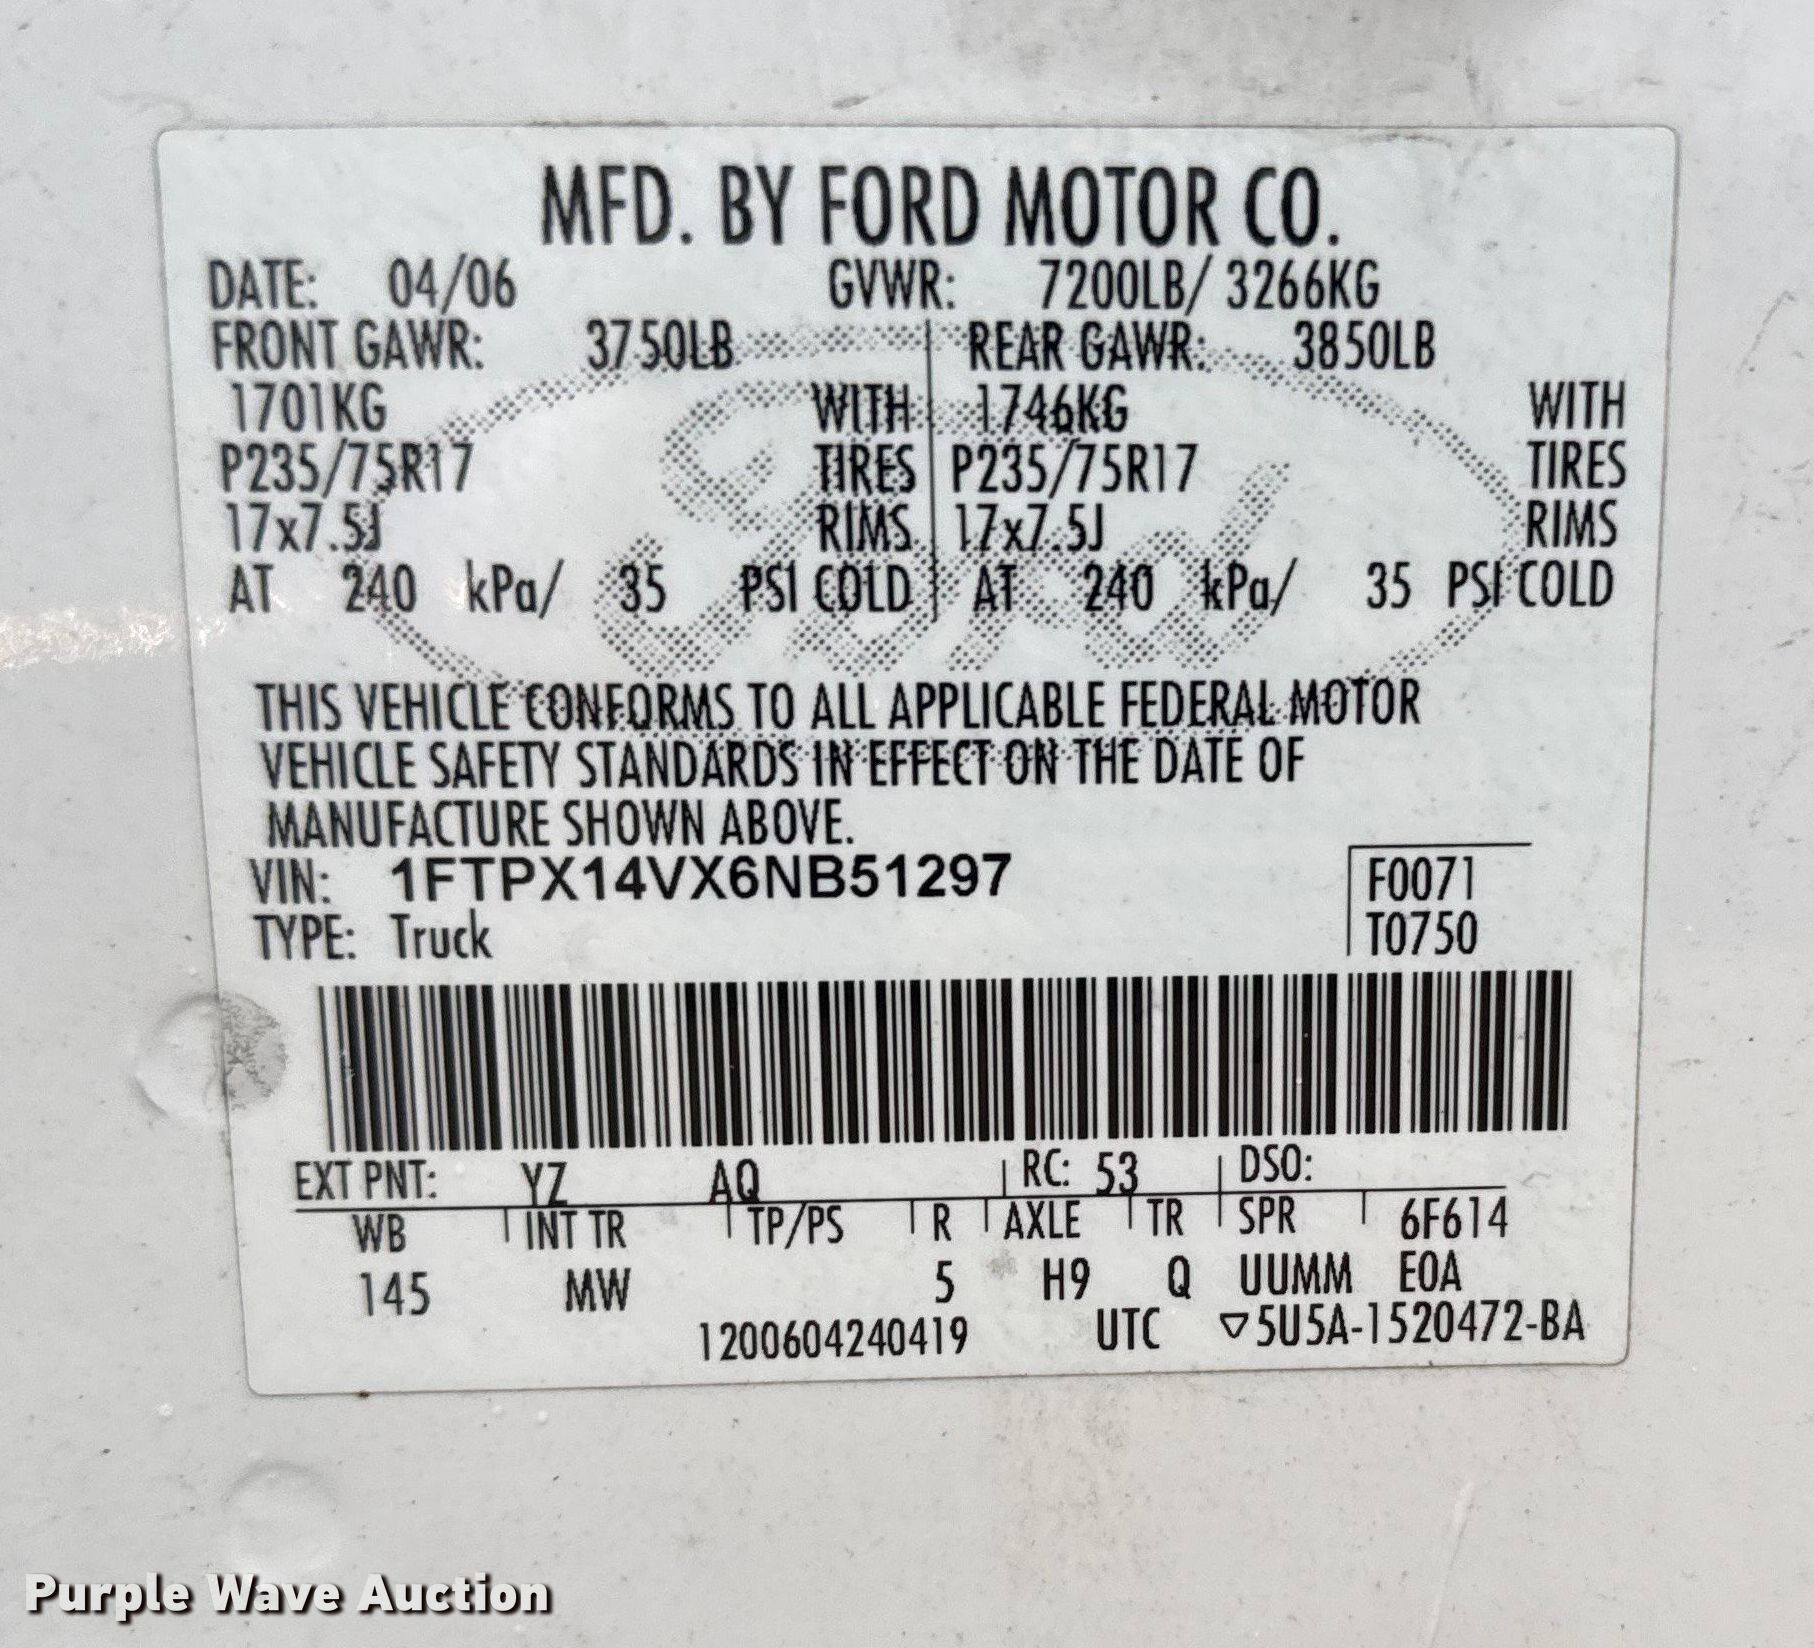 MFD. BY FORD MOTOR CO.
DATE: 04/06 GVWR: 7200LB/ 3266KG
FRONT GAWR: 3750LB REAR GAWR: 3850LB
1701KG WITH 1746KG WITH
P235/75R17 TIRES P235/75R17 TIRES
17x7.5J RIMS 17x7.5J RIMS
AT 240 kPa/ 35 PSI COLD AT 240 kPa/ 35 PSI COLD
Ford
THIS VEHICLE CONFORMS TO ALL APPLICABLE FEDERAL MOTOR
VEHICLE SAFETY STANDARDS IN EFFECT ON THE DATE OF
MANUFACTURE SHOWN ABOVE.
VIN: 1FTPX14VX6NB51297 F0071
TYPE: Truck T0750
EXT PNT: YZ AQ RC: 53 DSO:
WB INT TR TP/PS R AXLE TR SPR 6F614
145 MW 5 H9 Q UUMM E0A
1200604240419 UTC ▽5U5A-1520472-BA
Purple Wave Auction